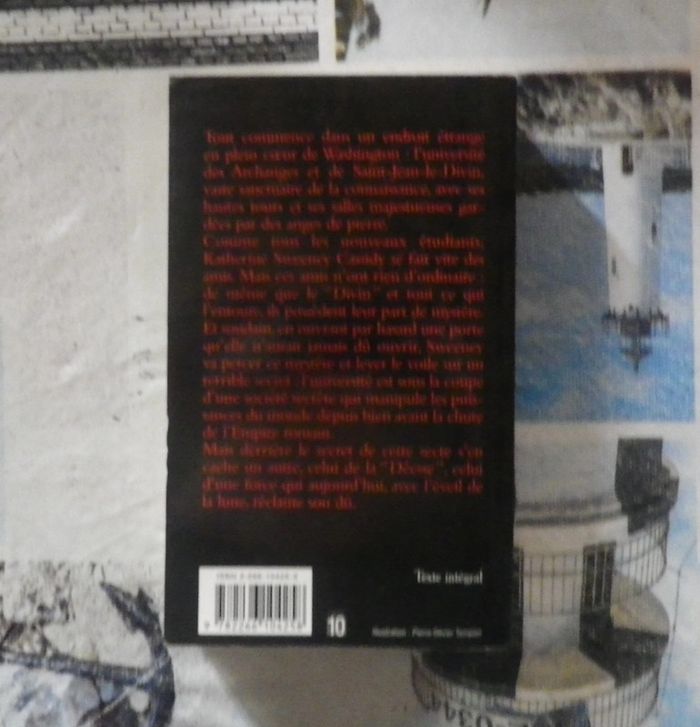 Tout commence dans un endroit étrange
en plein cœur de Washington : l'université
des Archanges et de Saint-Jean-le-Divin,
vaste sanctuaire de la connaissance, avec ses
hautes tours et ses salles majestueuses gar-
dées par des anges de pierre.
Comme tous les nouveaux étudiants,
Katherine Sweeney Cassidy se fait vite des
amis. Mais ces amis n'ont rien d'ordinaire :
de même que le "Divin" et tout ce qui
l'entoure, ils possèdent leur part de mystère.
Et soudain, en ouvrant par hasard une porte
qu'elle n'aurait jamais dû ouvrir, Sweeney
va percer ce mystère et lever le voile sur un
terrible secret : l'université est sous la coupe
d'une société secrète qui manipule les puis-
sances du monde depuis bien avant la chute
de l'Empire romain.
Mais derrière le secret de cette secte s'en
cache un autre, celui de la "Déesse", celui
d'une force qui aujourd'hui, avec l'éveil de
la lune, réclame son dû.
Texte intégral
ISBN
10
Illustration : Pierre-Olivier
0344